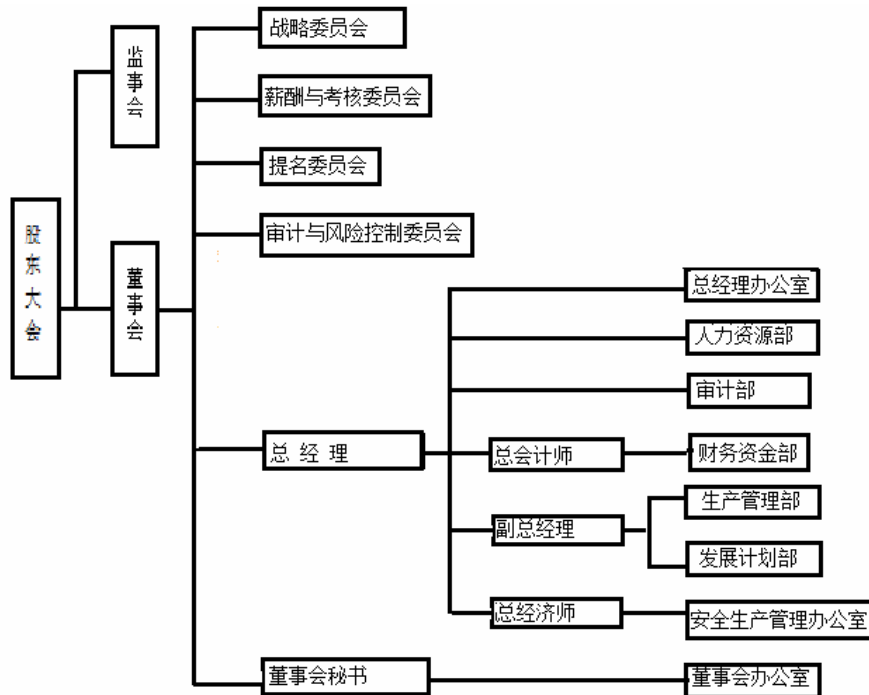 股东大会
监事会
董事会
战略委员会
薪酬与考核委员会
提名委员会
审计与风险控制委员会
总 经 理
董事会秘书
总会计师
副总经理
总经济师
总经理办公室
人力资源部
审计部
财务资金部
生产管理部
发展计划部
安全生产管理办公室
董事会办公室